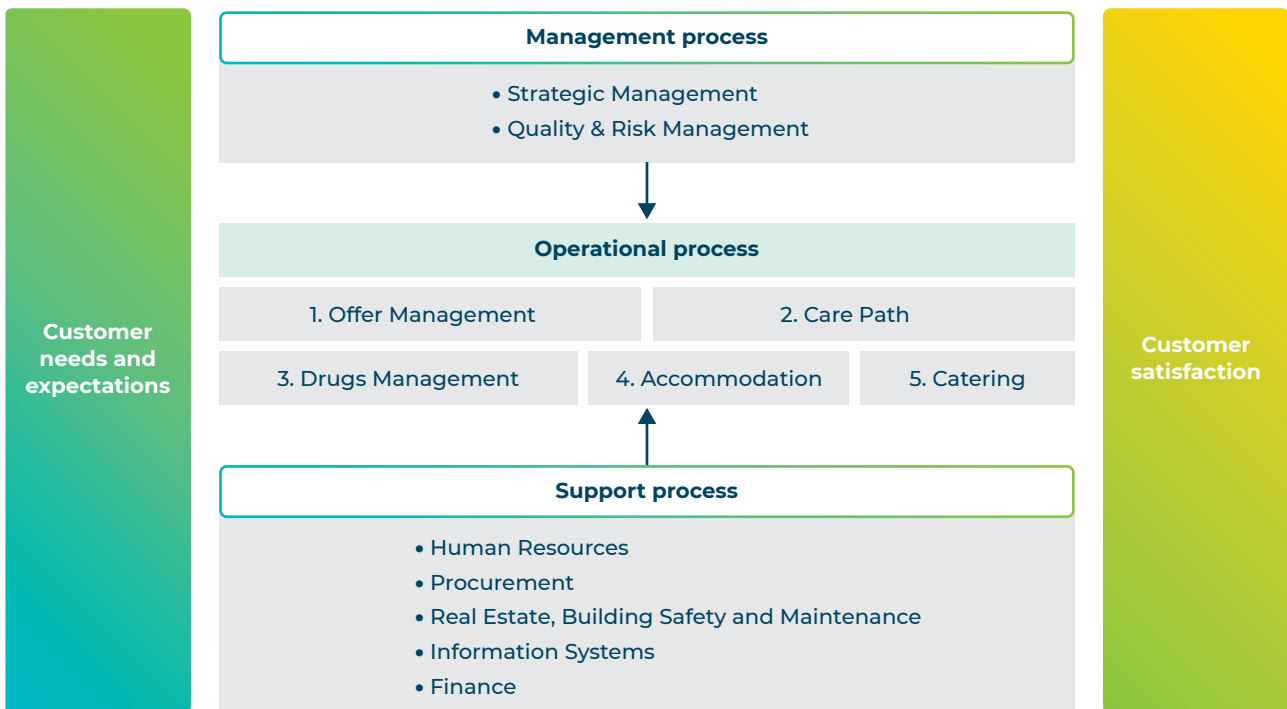 Customer
needs and
expectations
Management process
• Strategic Management
• Quality & Risk Management
Operational process
1. Offer Management
2. Care Path
3. Drugs Management
4. Accommodation
5. Catering
Support process
• Human Resources
• Procurement
• Real Estate, Building Safety and Maintenance
• Information Systems
• Finance
Customer
satisfaction